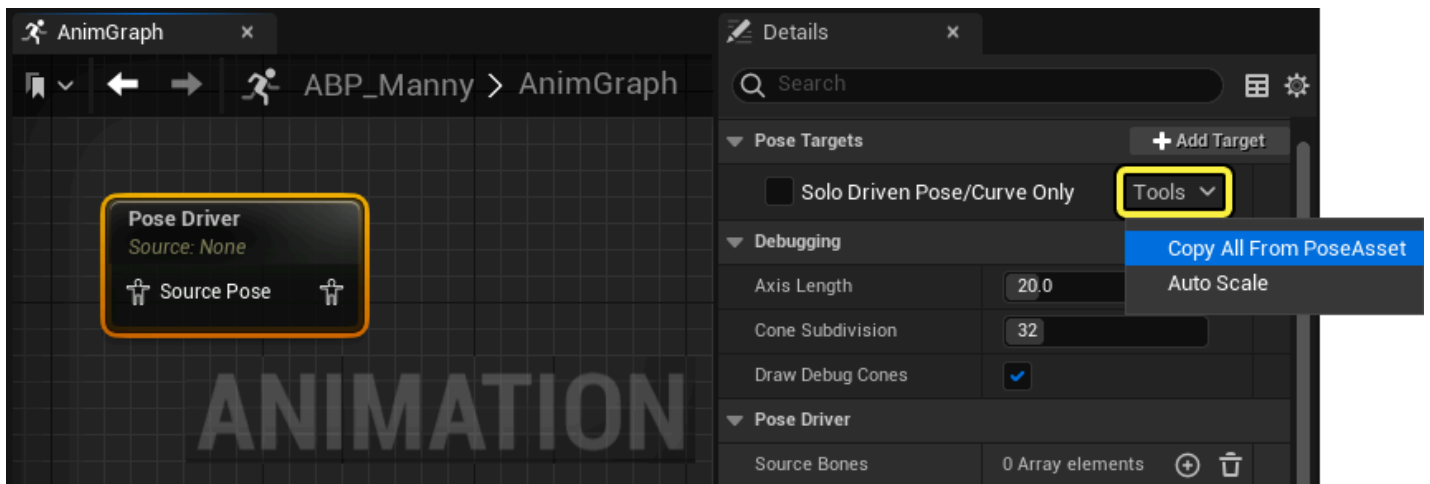 AnimGraph
ABP_Manny > AnimGraph
Pose Driver
Source: None
Source Pose
ANIMATION
Details
Search
Pose Targets
Add Target
Solo Driven Pose/Curve Only
Tools
Copy All From PoseAsset
Auto Scale
Debugging
Axis Length 20.0
Cone Subdivision 32
Draw Debug Cones
Pose Driver
Source Bones 0 Array elements